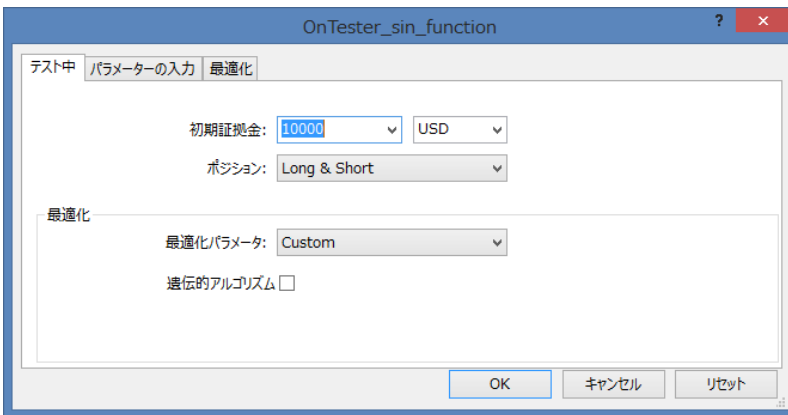 OnTester_sin_function ?
テスト中 パラメーターの入力 最適化
初期証拠金: 10000 USD
ポジション: Long & Short
最適化
最適化パラメータ: Custom
遺伝的アルゴリズム
OK キャンセル リセット